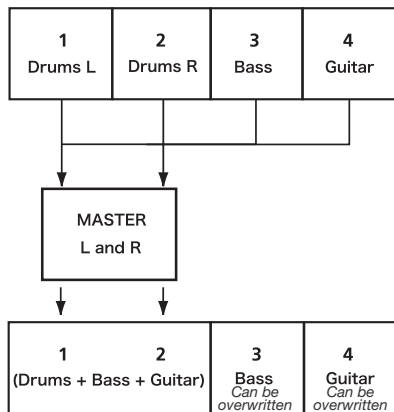 1 2 3 4
Drums L Drums R Bass Guitar
MASTER
L and R
1 2 3 4
(Drums + Bass + Guitar) Bass Guitar
Can be Can be
overwritten overwritten